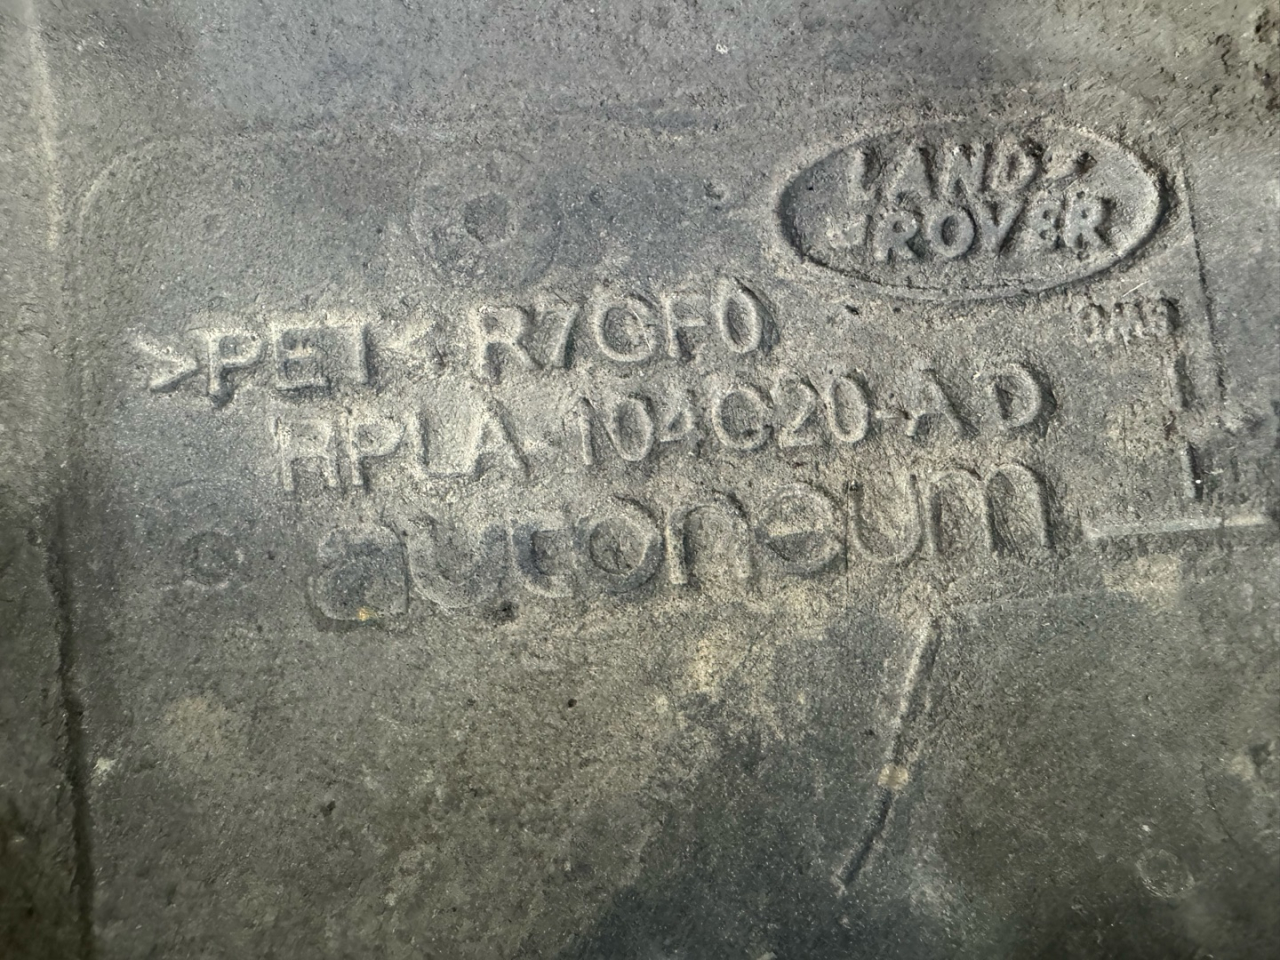 LAND
ROVER
>PET< R7GF0
RPLA-104C20-AD
autoneum